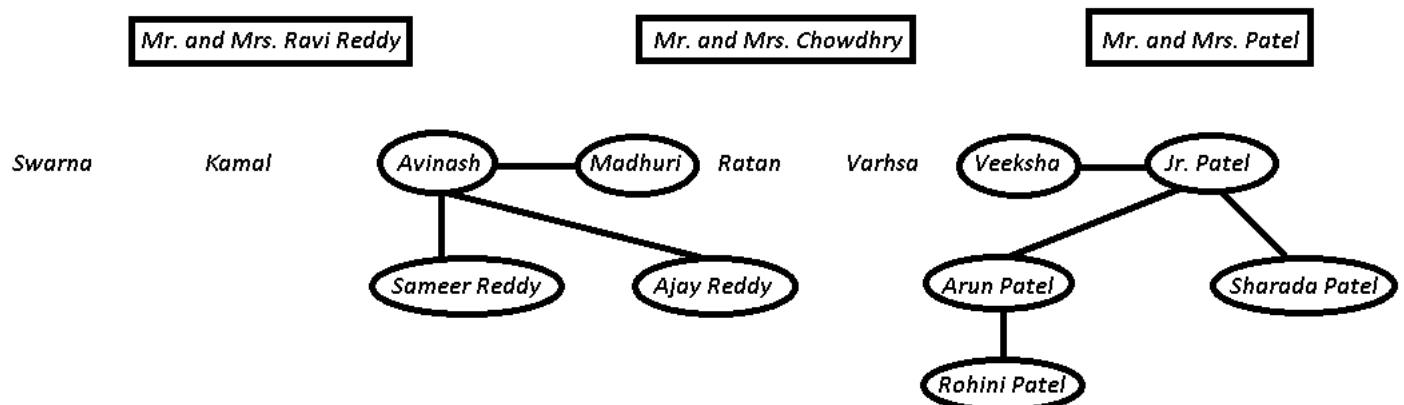 Mr. and Mrs. Ravi Reddy Mr. and Mrs. Chowdhry Mr. and Mrs. Patel
Swarna Kamal Avinash Madhuri Ratan Varhsa Veeksha Jr. Patel
Sameer Reddy Ajay Reddy Arun Patel Sharada Patel
Rohini Patel